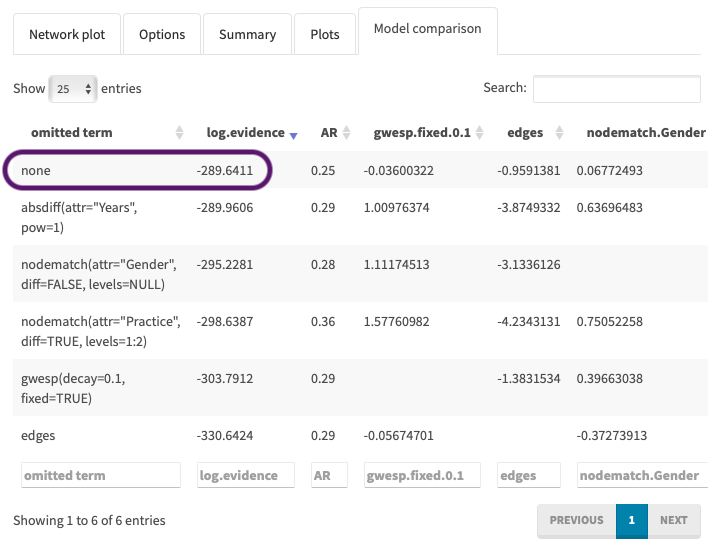 Network plot Options Summary Plots Model comparison
Show 25 entries Search:
omitted term log.evidence AR gwesp.fixed.0.1 edges nodematch.Gender
none -289.6411 0.25 -0.03600322 -0.9591381 0.06772493
absdiff(attr="Years", -289.9606 0.29 1.00976374 -3.8749332 0.63696483
pow=1)
nodematch(attr="Gender", -295.2281 0.28 1.11174513 -3.1336126
diff=FALSE, levels=NULL)
nodematch(attr="Practice", -298.6387 0.36 1.57760982 -4.2343131 0.75052258
diff=TRUE, levels=1:2)
gwesp(decay=0.1, -303.7912 0.29 -1.3831534 0.39663038
fixed=TRUE)
edges -330.6424 0.29 -0.05674701 -0.37273913
omitted term log.evidence AR gwesp.fixed.0.1 edges nodematch.Gender
Showing 1 to 6 of 6 entries PREVIOUS 1 NEXT